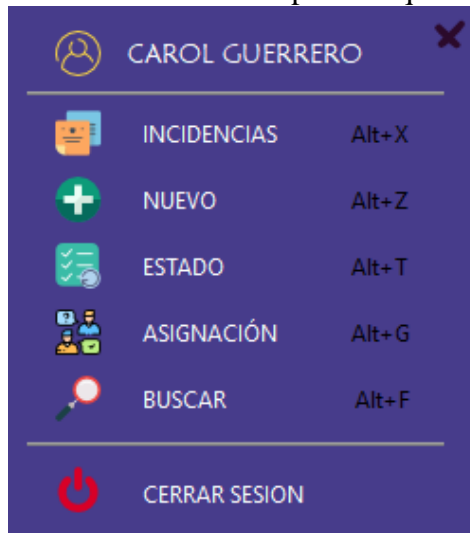 CAROL GUERRERO
INCIDENCIAS Alt+X
NUEVO Alt+Z
ESTADO Alt+T
ASIGNACIÓN Alt+G
BUSCAR Alt+F
CERRAR SESION